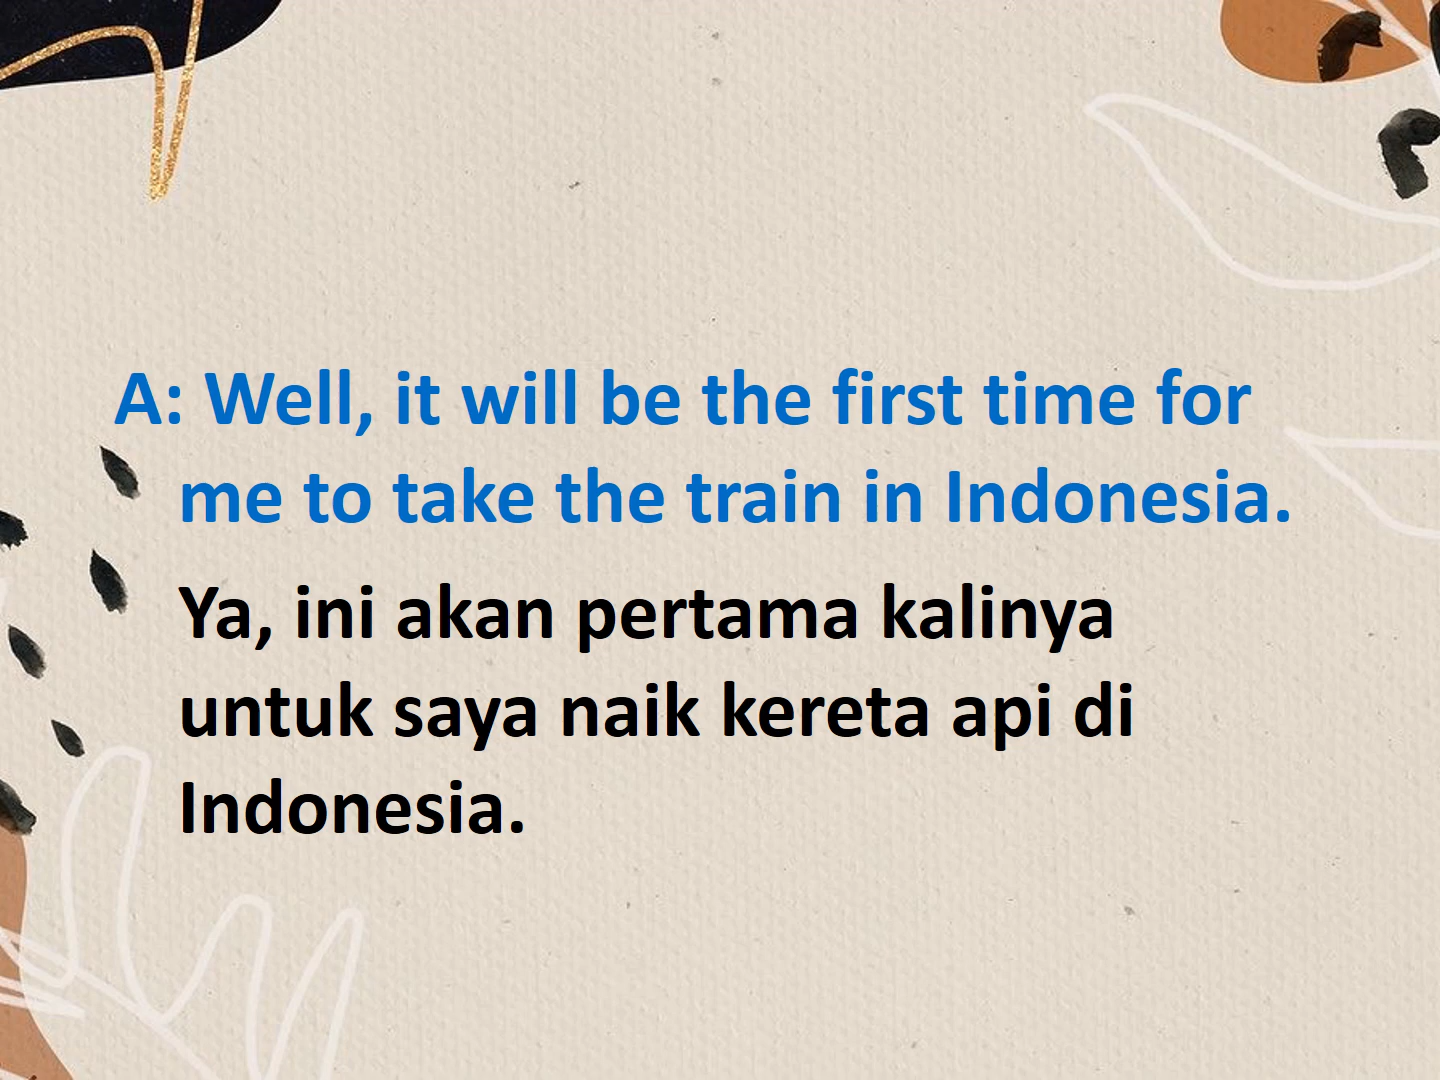 A: Well, it will be the first time for
me to take the train in Indonesia.
Ya, ini akan pertama kalinya
untuk saya naik kereta api di
Indonesia.